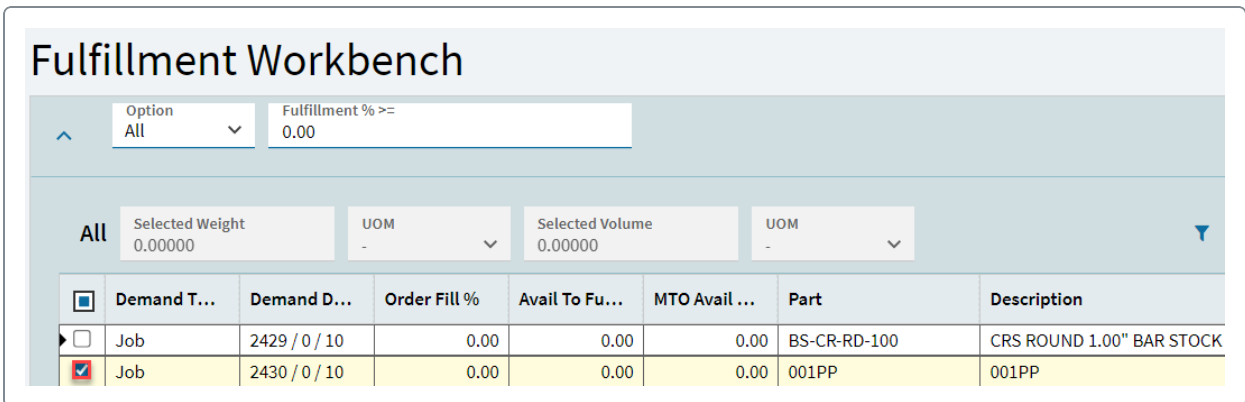 Fulfillment Workbench
Option Fulfillment % >=
All 0.00
All Selected Weight UOM Selected Volume UOM
0.00000 - 0.00000 -
Demand T... Demand D... Order Fill % Avail To Fu... MTO Avail ... Part Description
Job 2429 / 0 / 10 0.00 0.00 0.00 BS-CR-RD-100 CRS ROUND 1.00" BAR STOCK
Job 2430 / 0 / 10 0.00 0.00 0.00 001PP 001PP